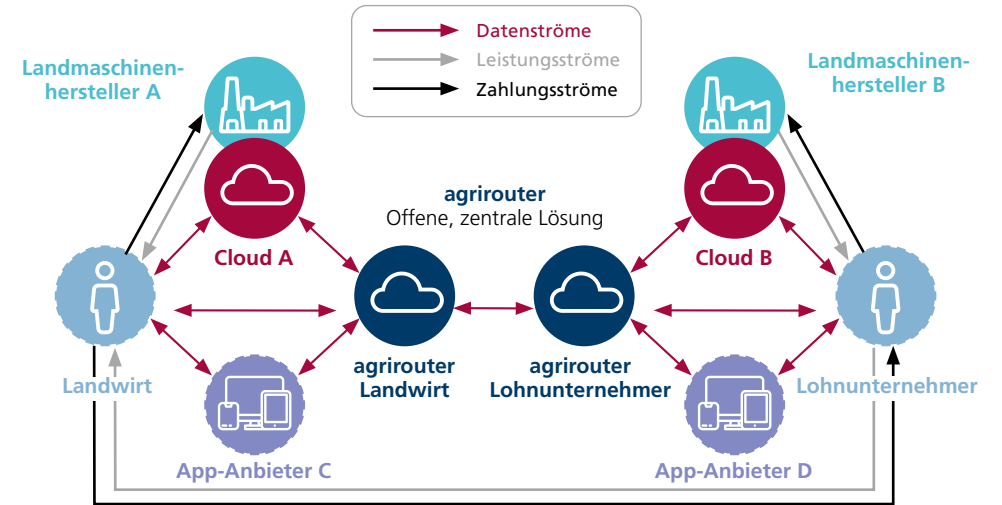 Datenströme
Leistungsströme
Zahlungsströme
Landmaschinen-
hersteller A
Landmaschinen-
hersteller B
agrirouter
Offene, zentrale Lösung
Cloud A
Cloud B
agrirouter
Landwirt
agrirouter
Lohnunternehmer
Landwirt
Lohnunternehmer
App-Anbieter C
App-Anbieter D